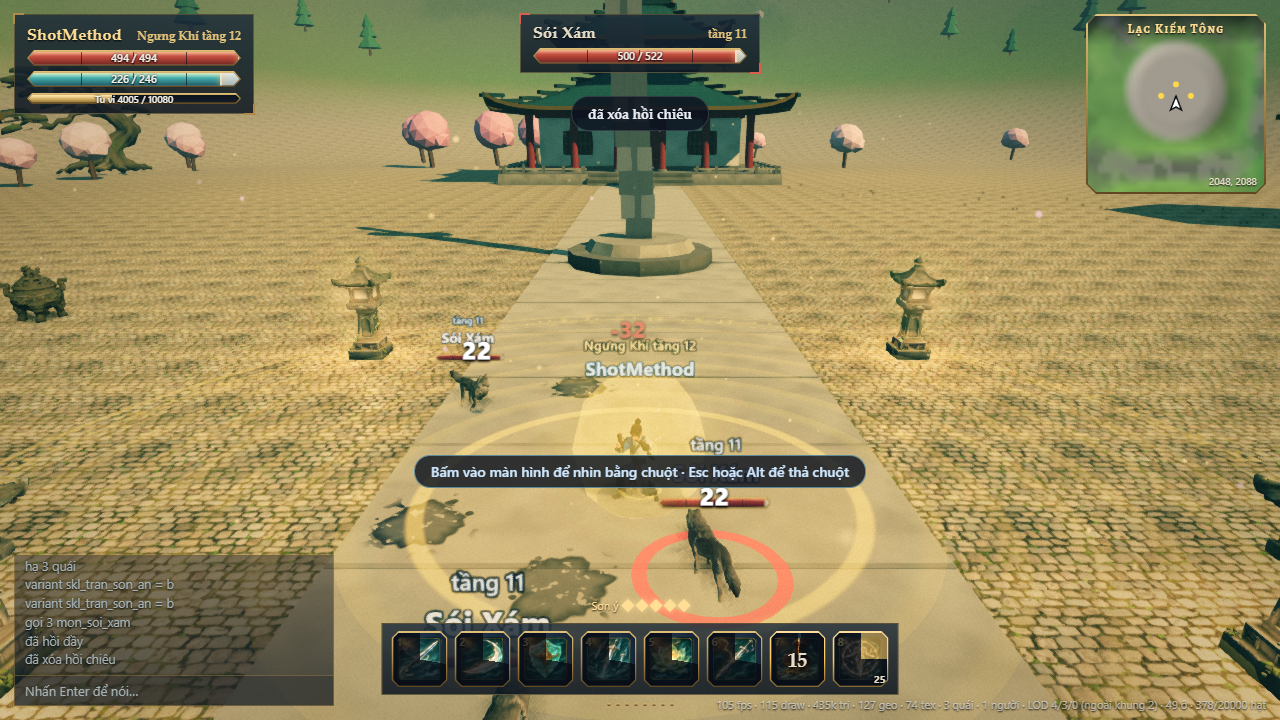 ShotMethod Ngưng Khí tầng 12
494 / 494
226 / 246
Tu vi 4005 / 10080
Sói Xám tầng 11
500 / 522
đã xóa hồi chiêu
LẠC KIẾM TÔNG
2048, 2088
tầng 11
Sói Xám
22
-32
Ngưng Khí tầng 12
ShotMethod
tầng 11
Bấm vào màn hình để nhìn bằng chuột · Esc hoặc Alt để thả chuột
22
tầng 11
Sói Xám
Sơn ý
hạ 3 quái
variant skl_tran_son_an = b
variant skl_tran_son_an = b
gọi 3 mon_soi_xam
đã hồi đầy
đã xóa hồi chiêu
Nhấn Enter để nói...
15
25
105 fps · 115 draw · 435k tri · 127 geo · 74 tex · 3 quái · 1 người · LOD 4/3/0 (ngoài khung 2) · 49.6 · 378/20000 hạt